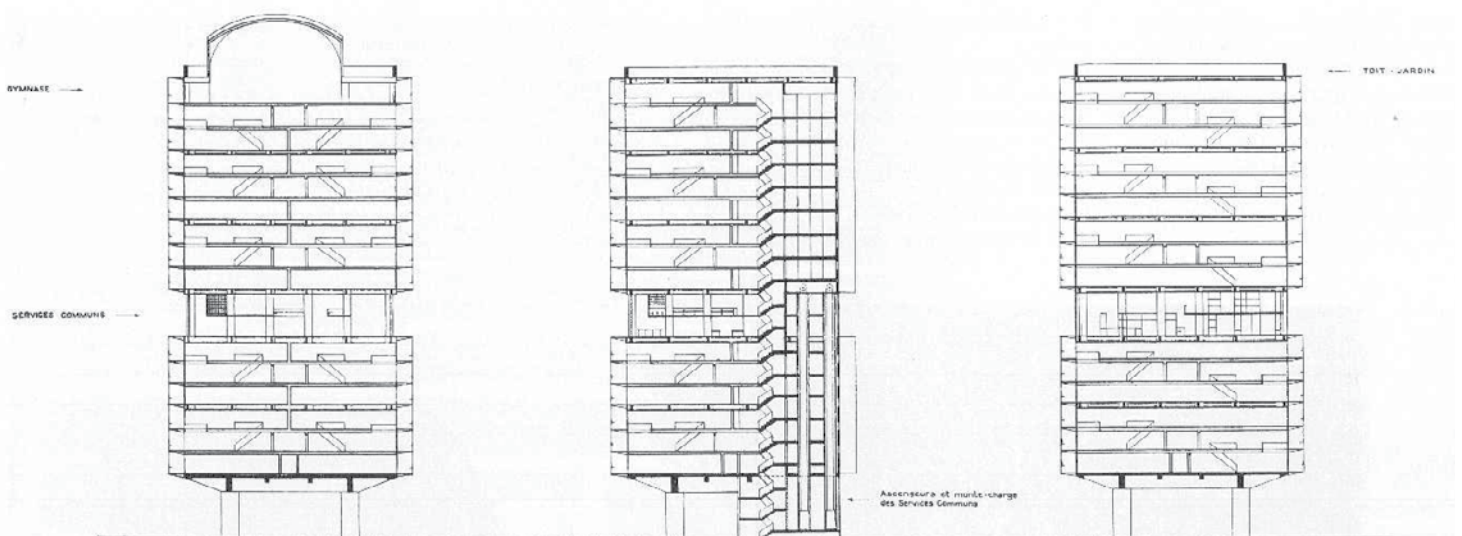 GYMNASE
TOIT-JARDIN
SERVICES COMMUNS
Ascenseurs et monte-charge
des Services Communs